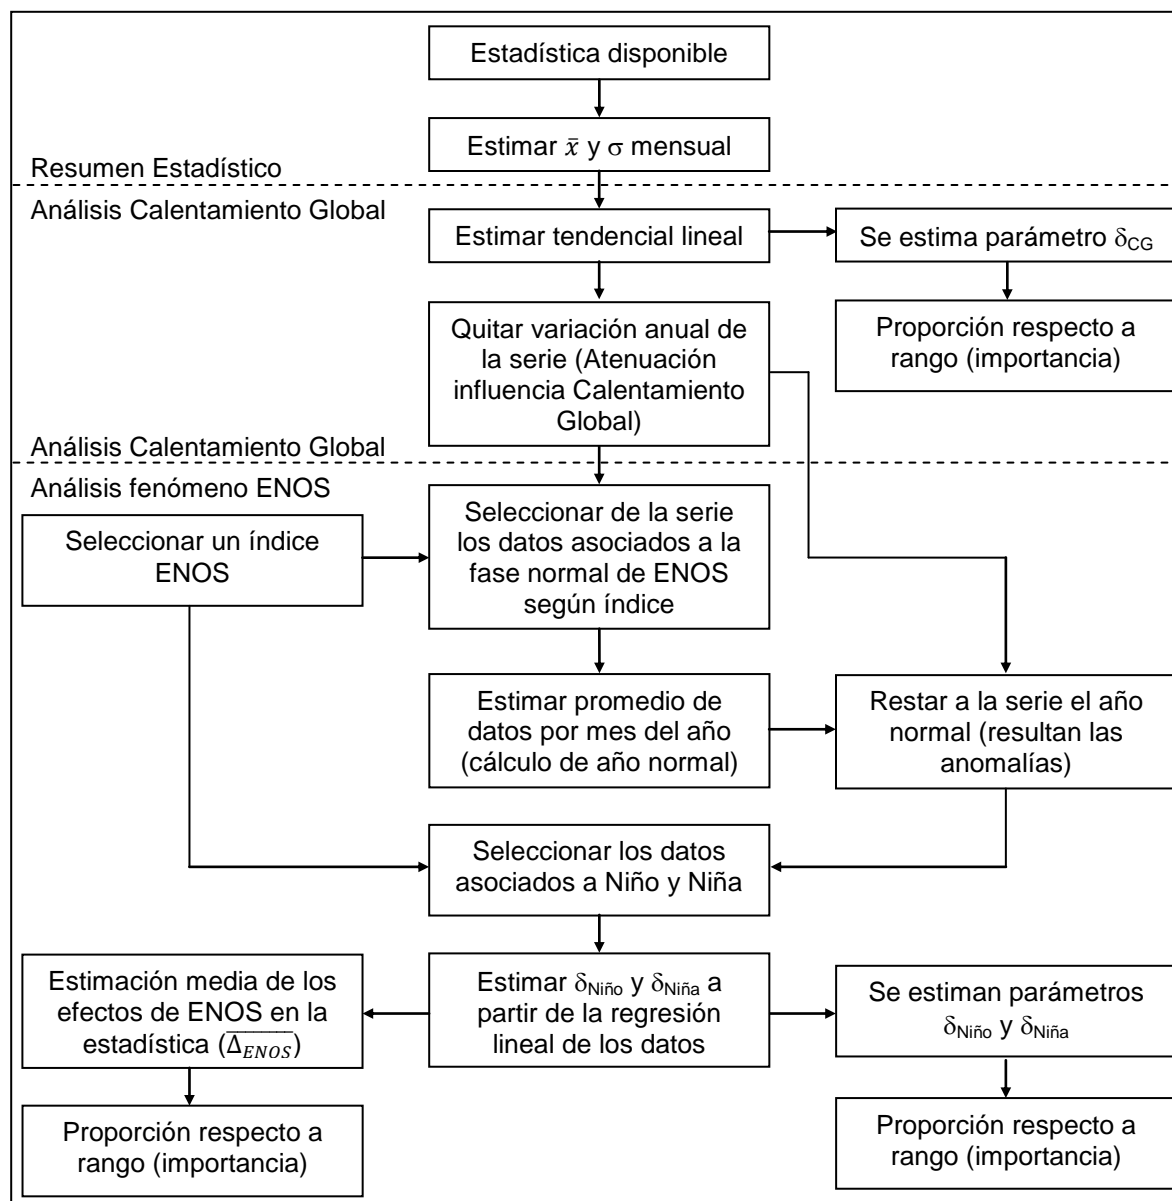 Estadística disponible
Estimar x̄ y σ mensual
Resumen Estadístico
Análisis Calentamiento Global
Estimar tendencial lineal
Se estima parámetro δCG
Quitar variación anual de
la serie (Atenuación
influencia Calentamiento
Global)
Proporción respecto a
rango (importancia)
Análisis Calentamiento Global
Análisis fenómeno ENOS
Seleccionar un índice
ENOS
Seleccionar de la serie
los datos asociados a la
fase normal de ENOS
según índice
Estimar promedio de
datos por mes del año
(cálculo de año normal)
Restar a la serie el año
normal (resultan las
anomalías)
Seleccionar los datos
asociados a Niño y Niña
Estimación media de los
efectos de ENOS en la
estadística (Δ̅ENOS)
Estimar δNiño y δNiña a
partir de la regresión
lineal de los datos
Se estiman parámetros
δNiño y δNiña
Proporción respecto a
rango (importancia)
Proporción respecto a
rango (importancia)